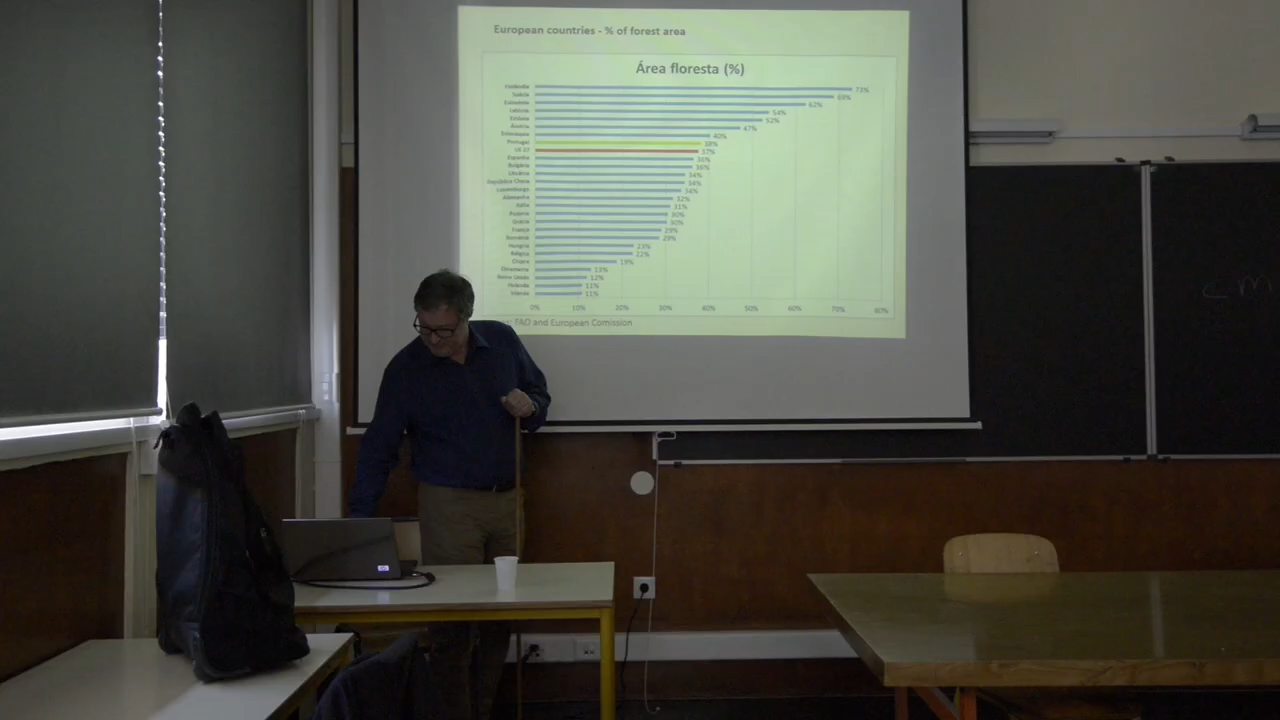 European countries - % of forest area
Área floresta (%)
Finlândia 73%
Suécia 69%
Eslovénia 62%
Letónia 54%
Estónia 52%
Áustria 47%
Eslováquia 40%
Portugal 38%
UE 27 37%
Espanha 36%
Bulgária 36%
Lituânia 34%
República Checa 34%
Luxemburgo 34%
Alemanha 32%
Itália 31%
Polónia 30%
Grécia 30%
França 29%
Roménia 29%
Hungria 23%
Bélgica 22%
Chipre 19%
Dinamarca 13%
Reino Unido 12%
Holanda 11%
Irlanda 11%
0% 10% 20% 30% 40% 50% 60% 70% 80%
FAO and European Comission
hp